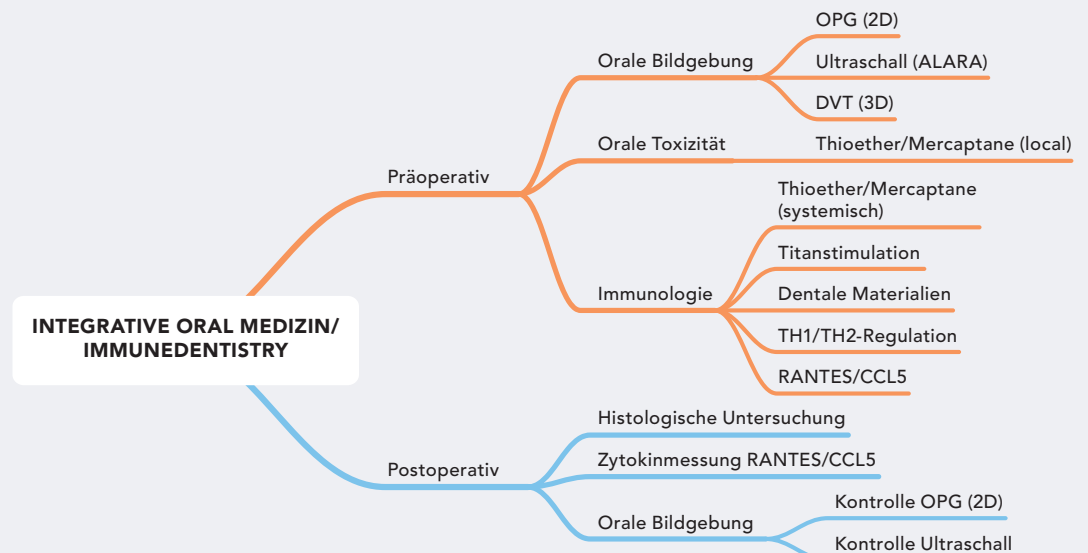 OPG (2D)
Orale Bildgebung
Ultraschall (ALARA)
DVT (3D)
Orale Toxizität
Thioether/Mercaptane (local)
Präoperativ
Thioether/Mercaptane
(systemisch)
Titanstimulation
Immunologie
Dentale Materialien
TH1/TH2-Regulation
RANTES/CCL5
INTEGRATIVE ORAL MEDIZIN/
IMMUNEDENTISTRY
Histologische Untersuchung
Postoperativ
Zytokinmessung RANTES/CCL5
Orale Bildgebung
Kontrolle OPG (2D)
Kontrolle Ultraschall